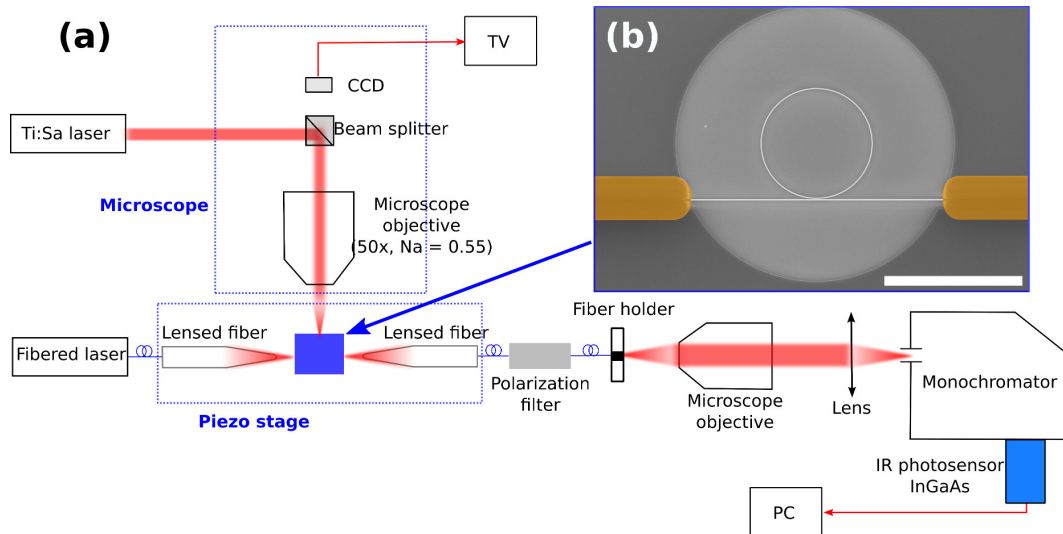 (a)
(b)
TV
CCD
Ti:Sa laser
Beam splitter
Microscope
Microscope
objective
(50x, Na = 0.55)
Fiber holder
Lensed fiber
Lensed fiber
Fibered laser
Polarization
filter
Microscope
objective
Lens
Monochromator
Piezo stage
IR photosensor
InGaAs
PC